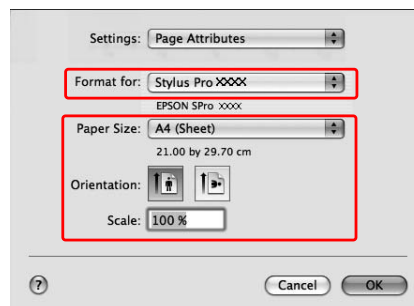 Settings: Page Attributes
Format for: Stylus Pro XXXX
EPSON SPro XXXX
Paper Size: A4 (Sheet)
21.00 by 29.70 cm
Orientation:
Scale: 100 %
? Cancel OK